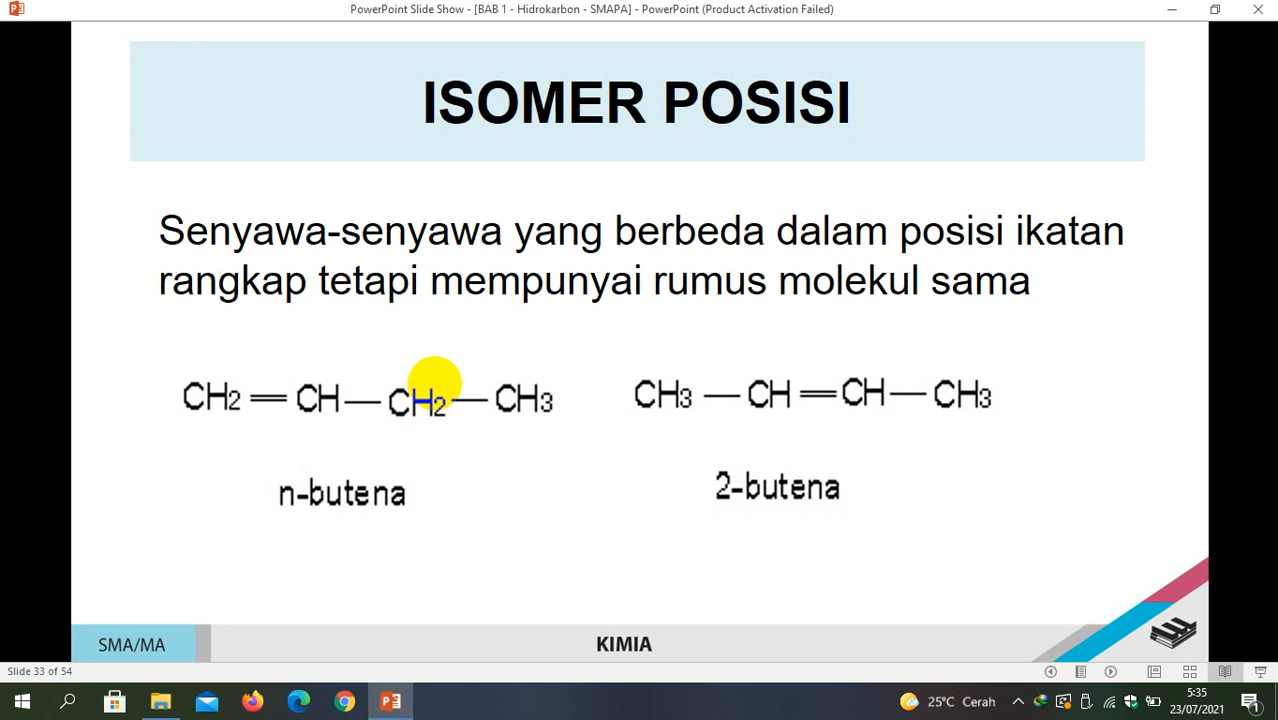 PowerPoint Slide Show - [BAB 1 - Hidrokarbon - SMAPA] - PowerPoint (Product Activation Failed)
ISOMER POSISI
Senyawa-senyawa yang berbeda dalam posisi ikatan
rangkap tetapi mempunyai rumus molekul sama
CH2 = CH — CH2 — CH3
CH3 — CH = CH — CH3
n-butena
2-butena
SMA/MA
KIMIA
Slide 33 of 54
25°C Cerah
5:35
23/07/2021
1